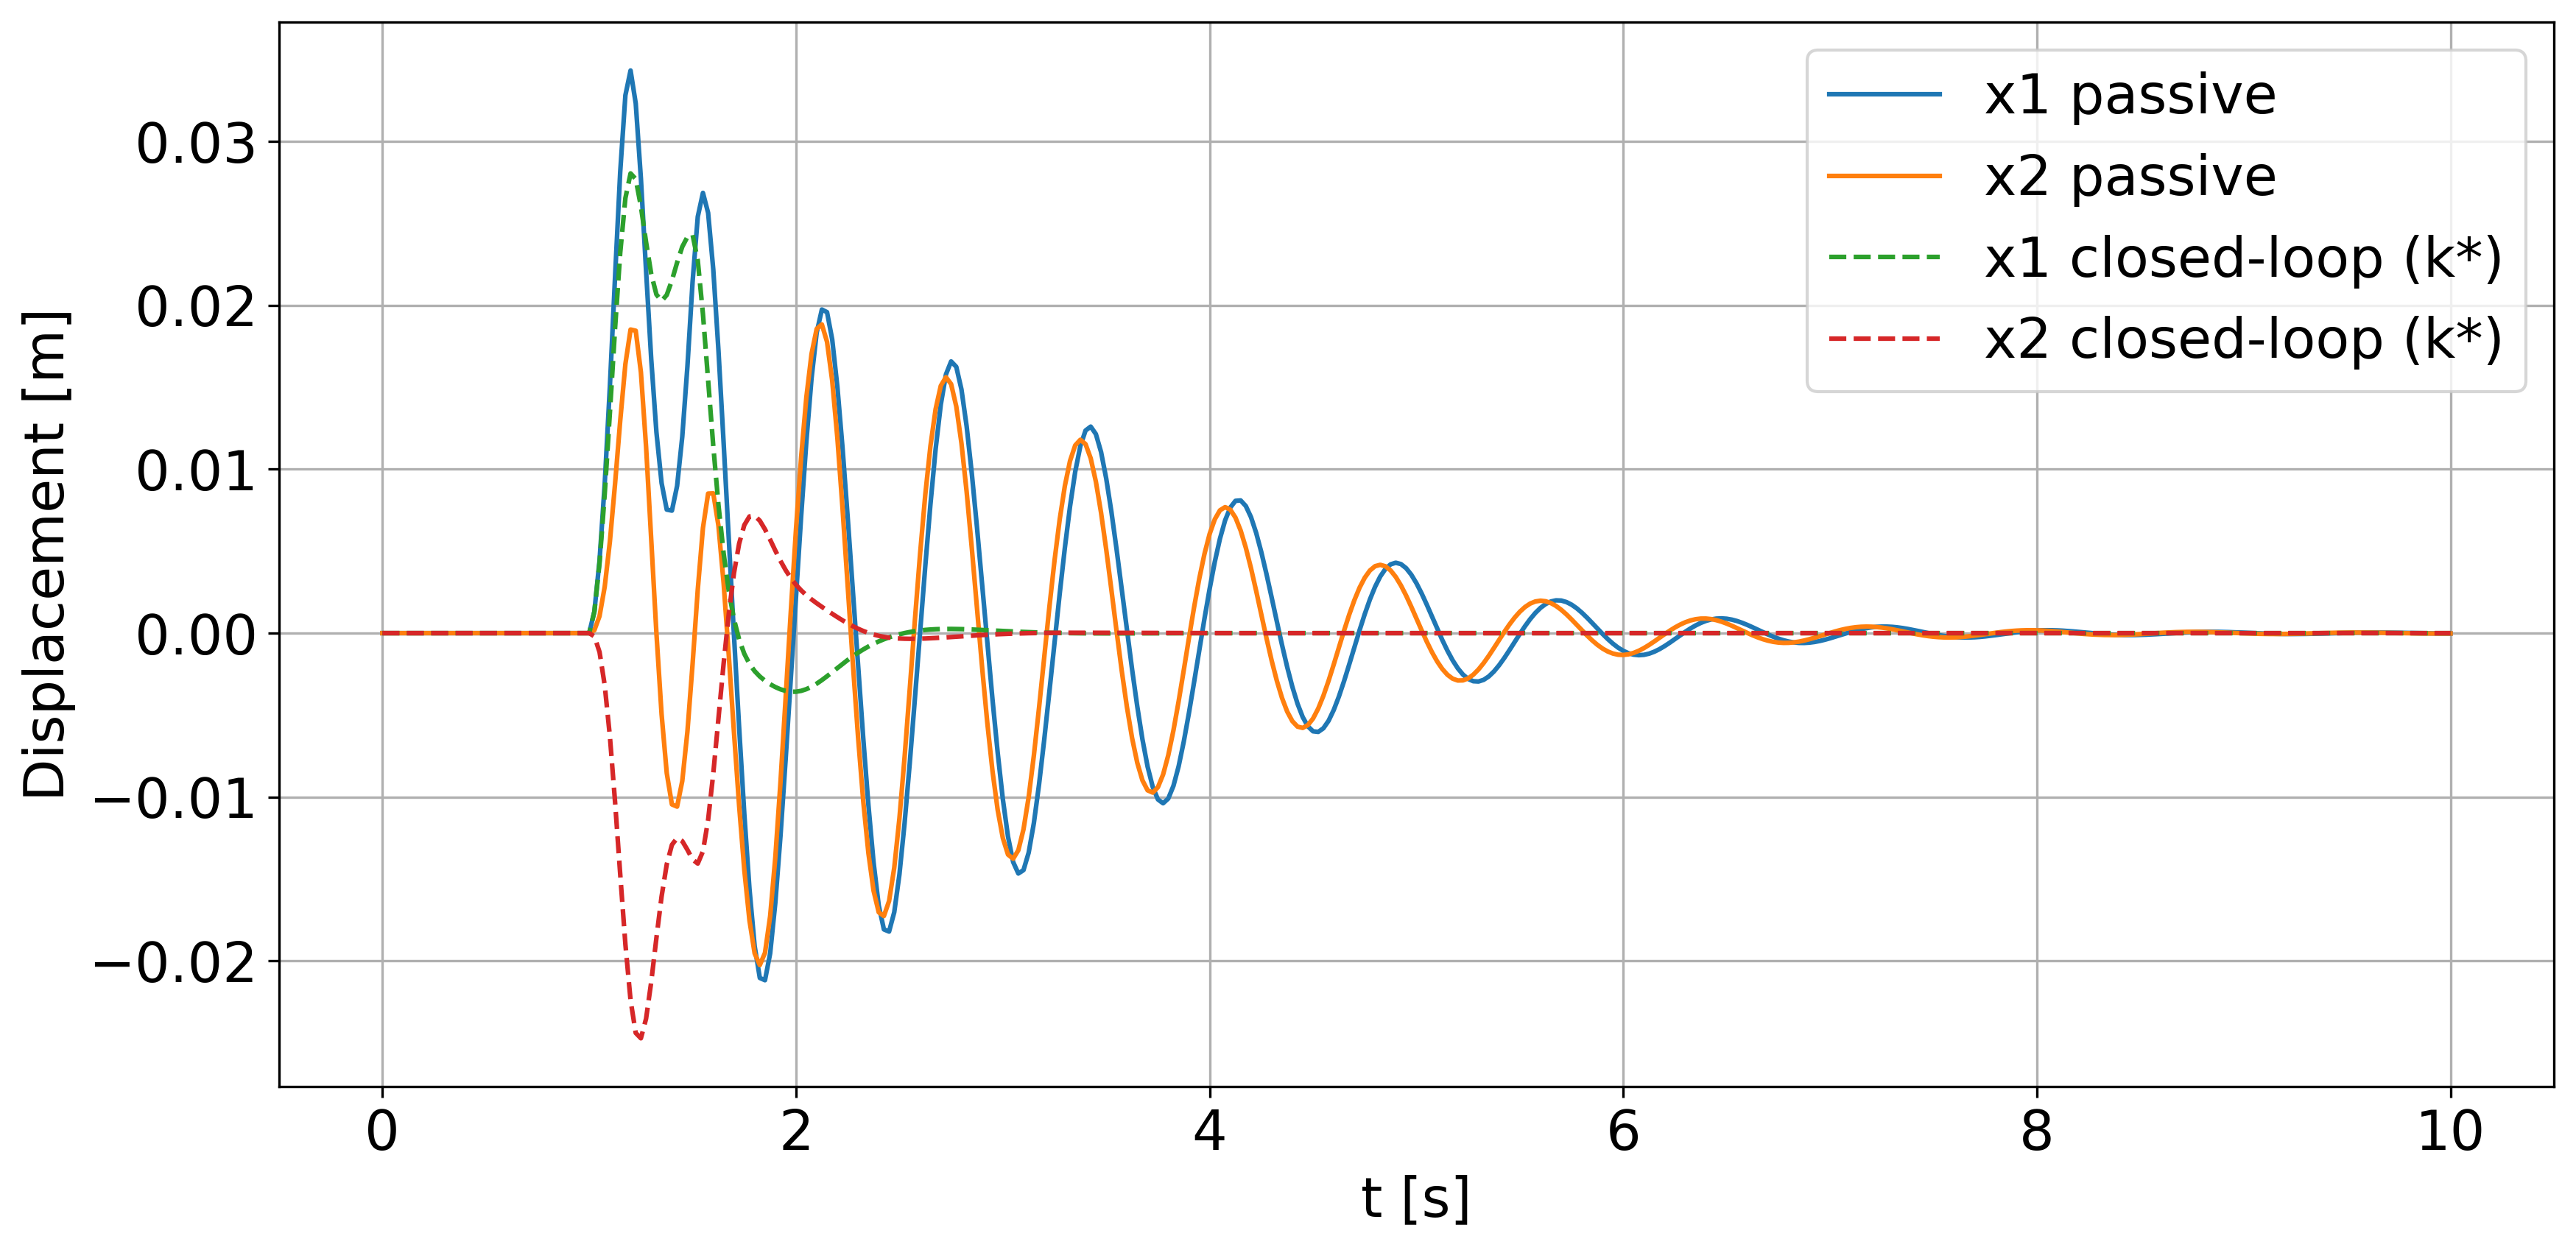 x1 passive
x2 passive
x1 closed-loop (k*)
x2 closed-loop (k*)
Displacement [m]
0.03
0.02
0.01
0.00
−0.01
−0.02
0 2 4 6 8 10
t [s]